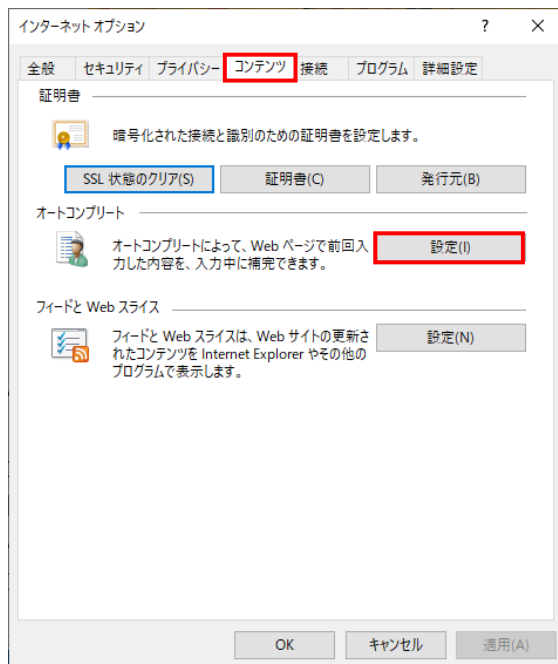 インターネット オプション ? ×
全般 セキュリティ プライバシー コンテンツ 接続 プログラム 詳細設定
証明書
暗号化された接続と識別のための証明書を設定します。
SSL 状態のクリア(S) 証明書(C) 発行元(B)
オートコンプリート
オートコンプリートによって、Web ページで前回入
力した内容を、入力中に補完できます。
設定(I)
フィードと Web スライス
フィードと Web スライスは、Web サイトの更新さ
れたコンテンツを Internet Explorer やその他の
プログラムで表示します。
設定(N)
OK キャンセル 適用(A)